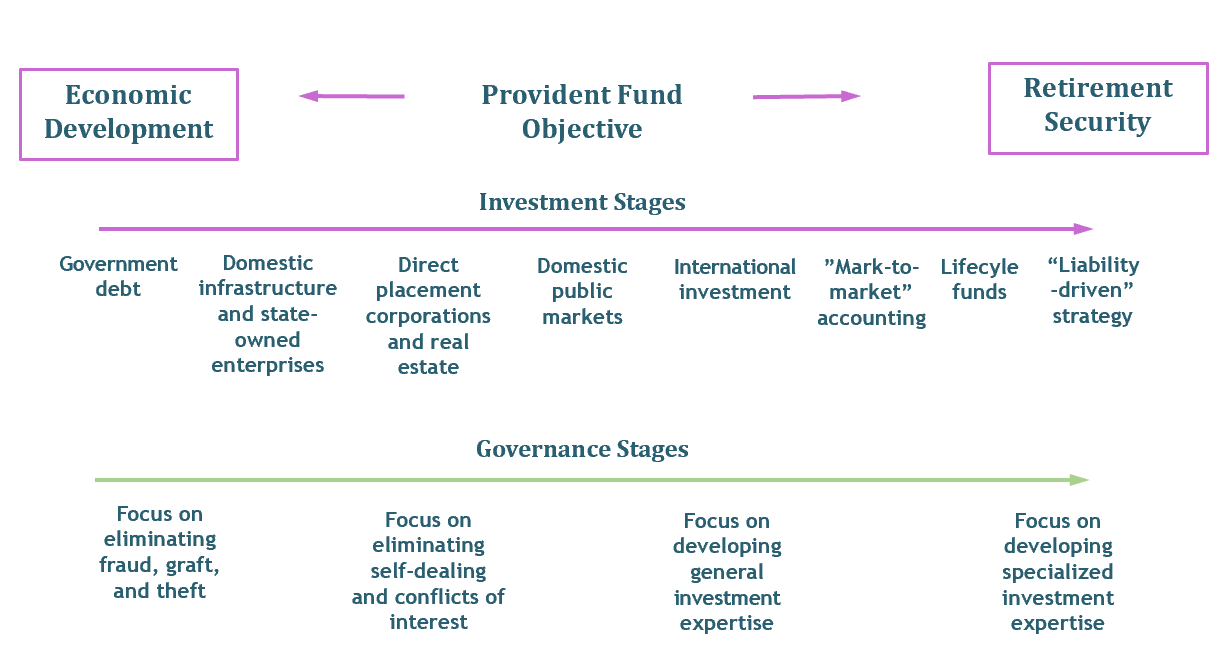 Economic
Development
Provident Fund
Objective
Retirement
Security
Investment Stages
Government
debt
Domestic
infrastructure
and state-
owned
enterprises
Direct
placement
corporations
and real
estate
Domestic
public
markets
International
investment
”Mark-to-
market”
accounting
Lifecyle
funds
“Liability
-driven”
strategy
Governance Stages
Focus on
eliminating
fraud, graft,
and theft
Focus on
eliminating
self-dealing
and conflicts of
interest
Focus on
developing
general
investment
expertise
Focus on
developing
specialized
investment
expertise